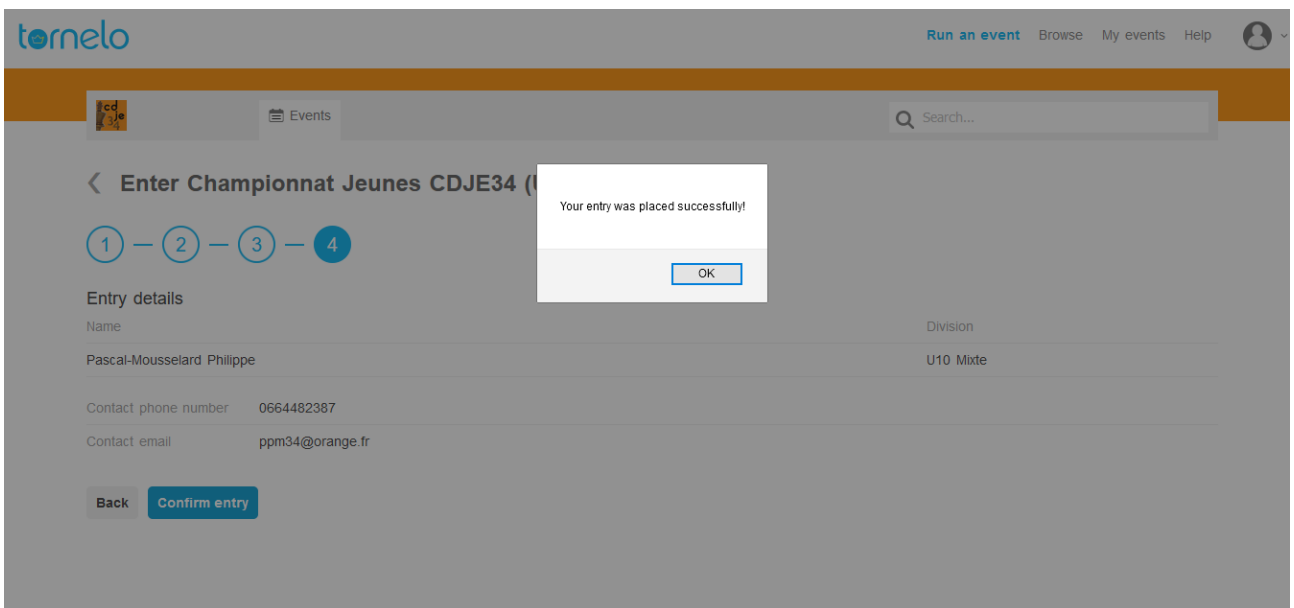 tornelo
Run an event Browse My events Help
cdje 34 Events Search...
Enter Championnat Jeunes CDJE34 (
Your entry was placed successfully!
1 2 3 4
OK
Entry details
Name Division
Pascal-Mousselard Philippe U10 Mixte
Contact phone number 0664482387
Contact email ppm34@orange.fr
Back Confirm entry